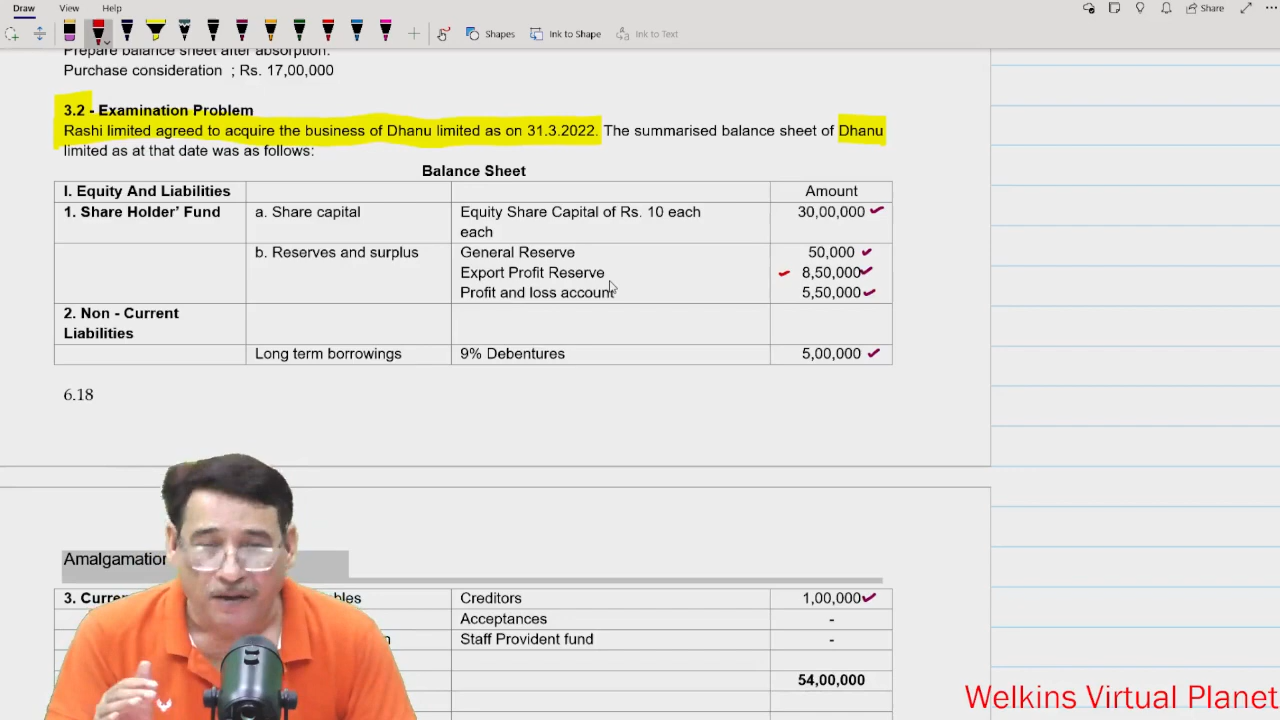 Draw View Help
Share
Shapes Ink to Shape Ink to Text
Prepare balance sheet after absorption.
Purchase consideration ; Rs. 17,00,000
3.2 - Examination Problem
Rashi limited agreed to acquire the business of Dhanu limited as on 31.3.2022. The summarised balance sheet of Dhanu
limited as at that date was as follows:
Balance Sheet
I. Equity And Liabilities Amount
1. Share Holder’ Fund a. Share capital Equity Share Capital of Rs. 10 each 30,00,000
each
b. Reserves and surplus General Reserve 50,000
Export Profit Reserve 8,50,000
Profit and loss account 5,50,000
2. Non - Current
Liabilities
Long term borrowings 9% Debentures 5,00,000
6.18
Amalgamation
3. Curre Creditors 1,00,000
Acceptances -
Staff Provident fund -
54,00,000
Welkins Virtual Planet